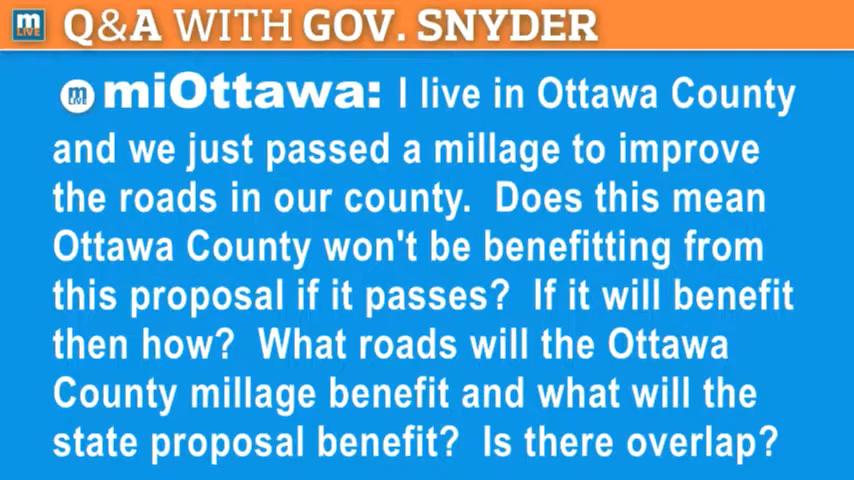 m LIVE Q&A WITH GOV. SNYDER
m LIVE miOttawa: I live in Ottawa County
and we just passed a millage to improve
the roads in our county. Does this mean
Ottawa County won't be benefitting from
this proposal if it passes? If it will benefit
then how? What roads will the Ottawa
County millage benefit and what will the
state proposal benefit? Is there overlap?